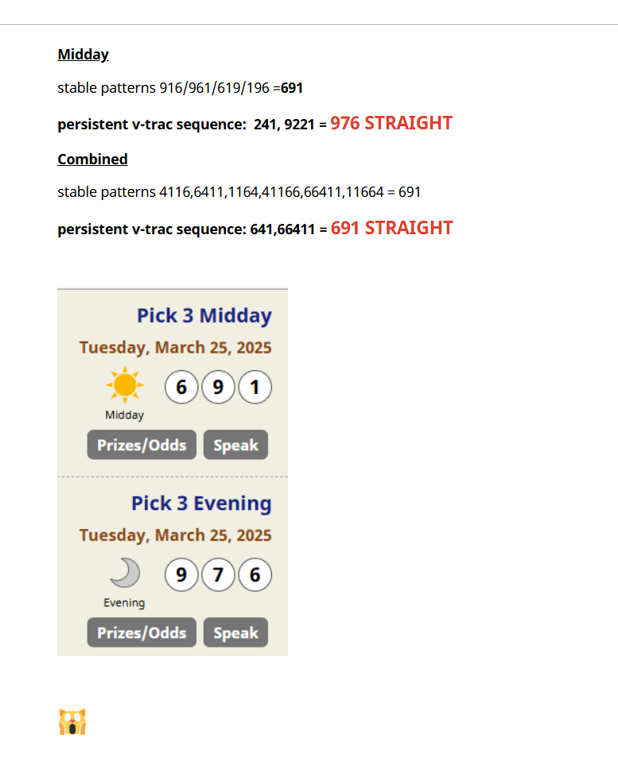 Midday
stable patterns 916/961/619/196 =691
persistent v-trac sequence:  241, 9221 = 976 STRAIGHT
Combined
stable patterns 4116,6411,1164,41166,66411,11664 = 691
persistent v-trac sequence: 641,66411 = 691 STRAIGHT
Pick 3 Midday
Tuesday, March 25, 2025
6 9 1
Midday
Prizes/Odds Speak
Pick 3 Evening
Tuesday, March 25, 2025
9 7 6
Evening
Prizes/Odds Speak